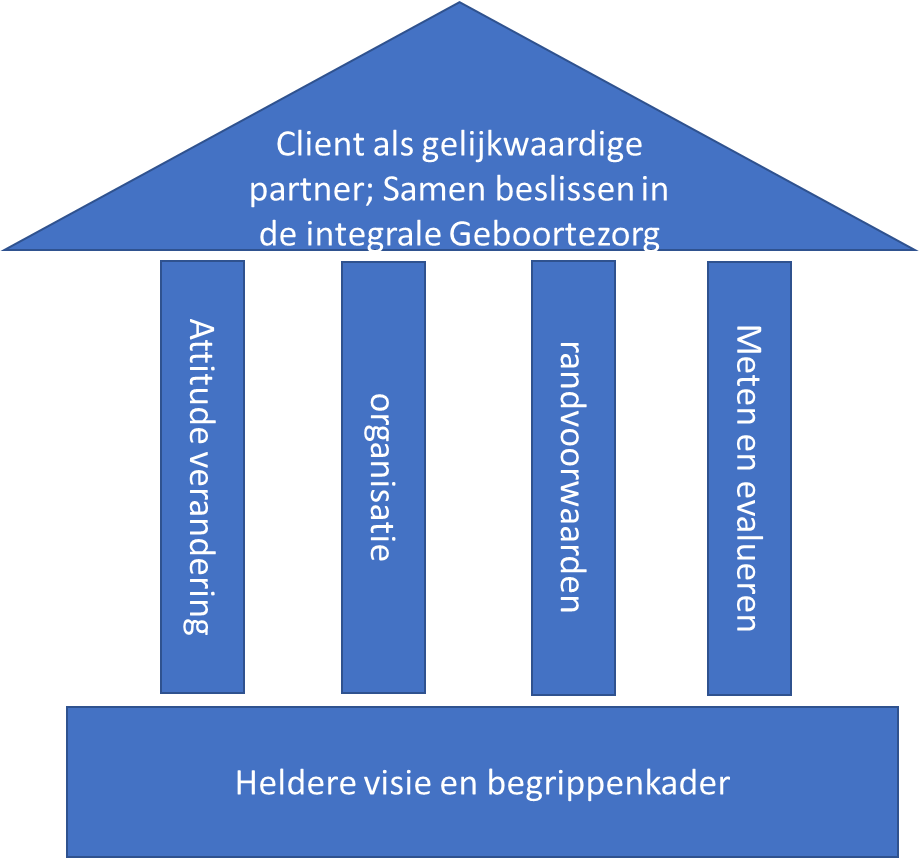 Client als gelijkwaardige
partner; Samen beslissen in
de integrale Geboortezorg
Attitude verandering
organisatie
randvoorwaarden
Meten en evalueren
Heldere visie en begrippenkader